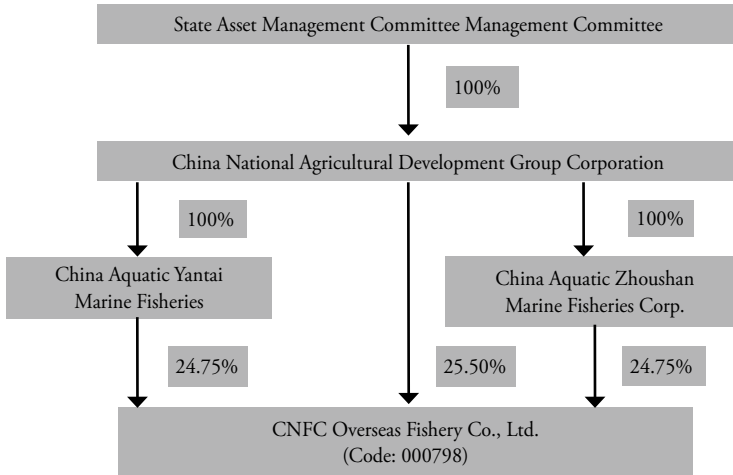 State Asset Management Committee Management Committee
100%
China National Agricultural Development Group Corporation
100%
100%
China Aquatic Yantai
Marine Fisheries
China Aquatic Zhoushan
Marine Fisheries Corp.
24.75%
25.50%
24.75%
CNFC Overseas Fishery Co., Ltd.
(Code: 000798)